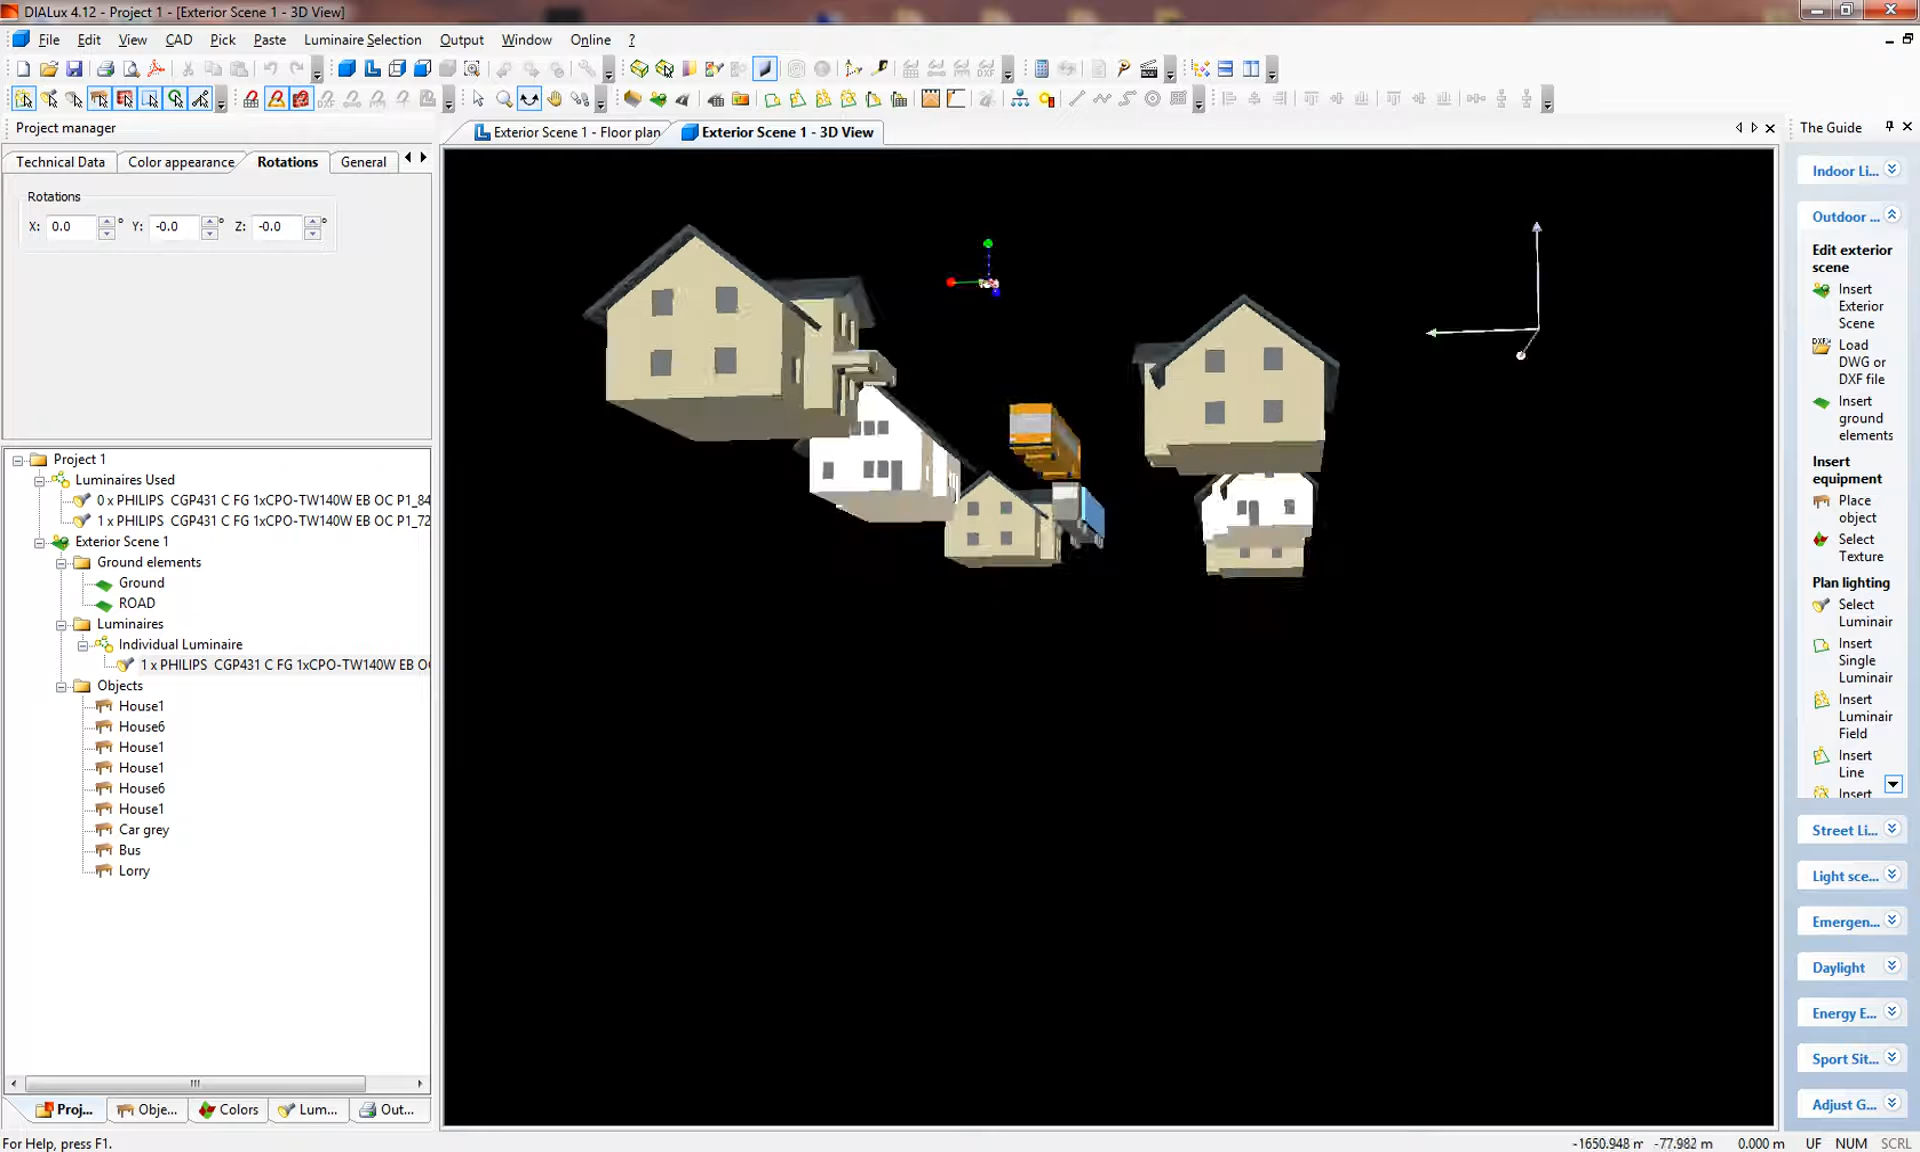 DIALux 4.12 - Project 1 - [Exterior Scene 1 - 3D View]
File Edit View CAD Pick Paste Luminaire Selection Output Window Online ?
Project manager
Technical Data Color appearance Rotations General
Rotations
X: 0.0 ° Y: -0.0 ° Z: -0.0 °
Project 1
Luminaires Used
0 x PHILIPS CGP431 C FG 1xCPO-TW140W EB OC P1_84
1 x PHILIPS CGP431 C FG 1xCPO-TW140W EB OC P1_72
Exterior Scene 1
Ground elements
Ground
ROAD
Luminaires
Individual Luminaire
1 x PHILIPS CGP431 C FG 1xCPO-TW140W EB O
Objects
House1
House6
House1
House1
House6
House1
Car grey
Bus
Lorry
Proj... Obje... Colors Lum... Out...
For Help, press F1.
Exterior Scene 1 - Floor plan Exterior Scene 1 - 3D View
The Guide
Indoor Li...
Outdoor ...
Edit exterior
scene
Insert
Exterior
Scene
Load
DWG or
DXF file
Insert
ground
elements
Insert
equipment
Place
object
Select
Texture
Plan lighting
Select
Luminair
Insert
Single
Luminair
Insert
Luminair
Field
Insert
Line
Insert
Street Li...
Light sce...
Emergen...
Daylight
Energy E...
Sport Sit...
Adjust G...
-1650.948 m -77.982 m 0.000 m UF NUM SCRL